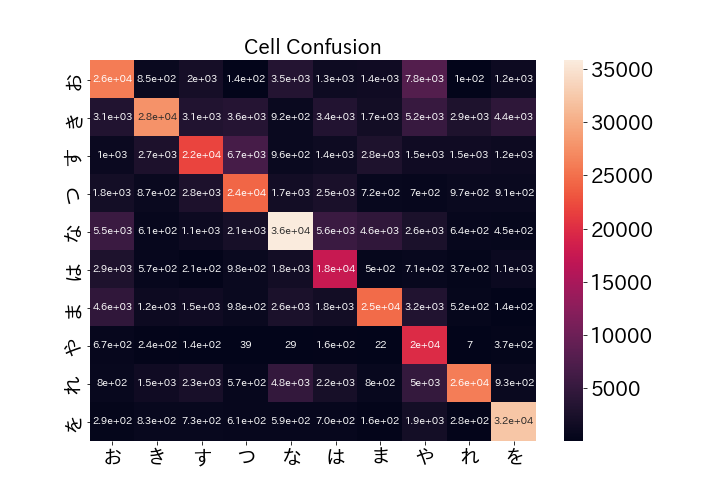 Cell Confusion
お 2.6e+04 8.5e+02 2e+03 1.4e+02 3.5e+03 1.3e+03 1.4e+03 7.8e+03 1e+02 1.2e+03 35000
き 3.1e+03 2.8e+04 3.1e+03 3.6e+03 9.2e+02 3.4e+03 1.7e+03 5.2e+03 2.9e+03 4.4e+03 30000
す 1e+03 2.7e+03 2.2e+04 6.7e+03 9.6e+02 1.4e+03 2.8e+03 1.5e+03 1.5e+03 1.2e+03 25000
つ 1.8e+03 8.7e+02 2.8e+03 2.4e+04 1.7e+03 2.5e+03 7.2e+02 7e+02 9.7e+02 9.1e+02
な 5.5e+03 6.1e+02 1.1e+03 2.1e+03 3.6e+04 5.6e+03 4.6e+03 2.6e+03 6.4e+02 4.5e+02 20000
は 2.9e+03 5.7e+02 2.1e+02 9.8e+02 1.8e+03 1.8e+04 5e+02 7.1e+02 3.7e+02 1.1e+03 15000
ま 4.6e+03 1.2e+03 1.5e+03 9.8e+02 2.6e+03 1.8e+03 2.5e+04 3.2e+03 5.2e+02 1.4e+02
や 6.7e+02 2.4e+02 1.4e+02 39 29 1.6e+02 22 2e+04 7 3.7e+02 10000
れ 8e+02 1.5e+03 2.3e+03 5.7e+02 4.8e+03 2.2e+03 8e+02 5e+03 2.6e+04 9.3e+02 5000
を 2.9e+02 8.3e+02 7.3e+02 6.1e+02 5.9e+02 7.0e+02 1.6e+02 1.9e+03 2.8e+02 3.2e+04
お き す つ な は ま や れ を